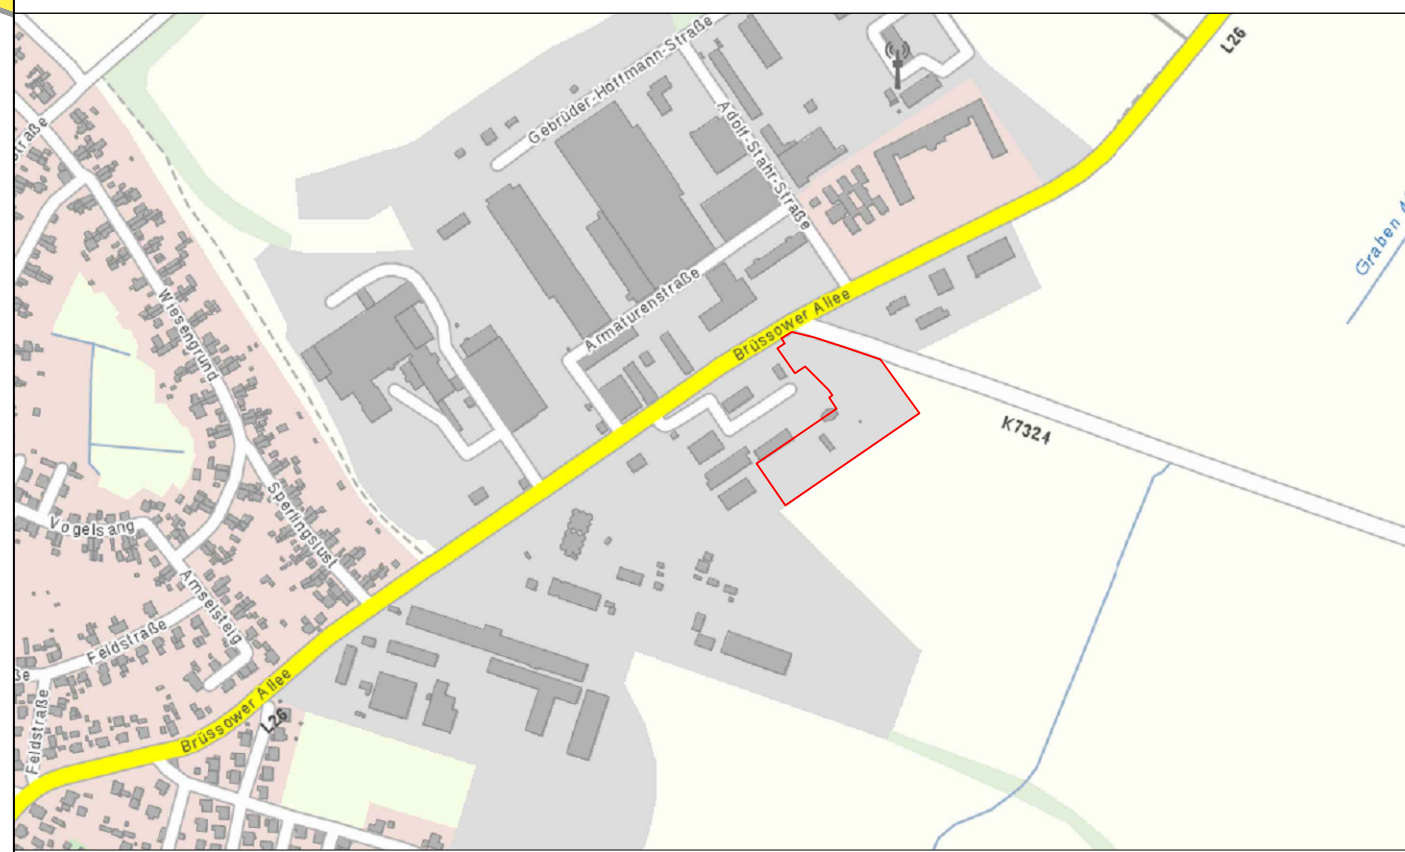 L26
Gebrüder-Hoffmann-Straße
Adolf-Stahr-Straße
straße
Graben 4
Armaturenstraße
Brüssower Allee
Wiesengrund
K7324
Sperlingslust
Vogelsang
Amselsteig
Feldstraße
ße
Feldstraße
Brüssower Allee
L26